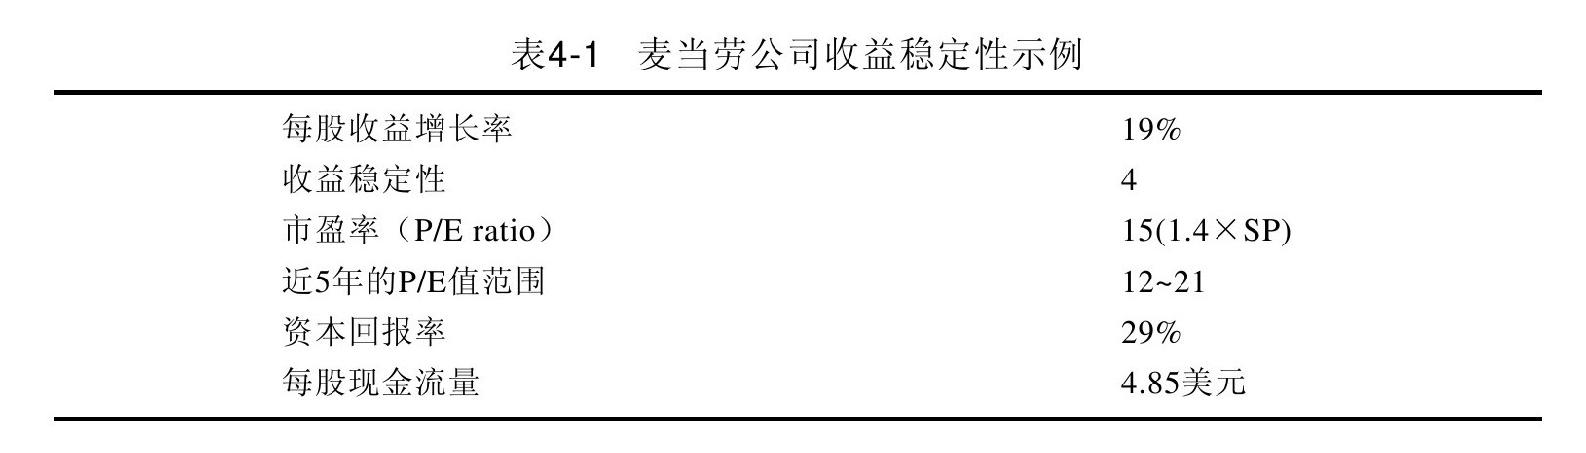 表4-1 麦当劳公司收益稳定性示例
每股收益增长率 19%
收益稳定性 4
市盈率（P/E ratio） 15(1.4×SP)
近5年的P/E值范围 12~21
资本回报率 29%
每股现金流量 4.85美元